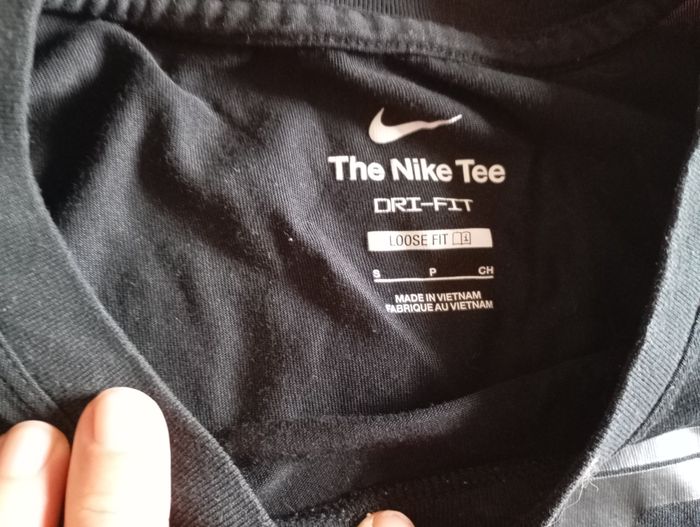 The Nike Tee
DRI-FIT
LOOSE FIT
S P CH
MADE IN VIETNAM
FABRIQUE AU VIETNAM